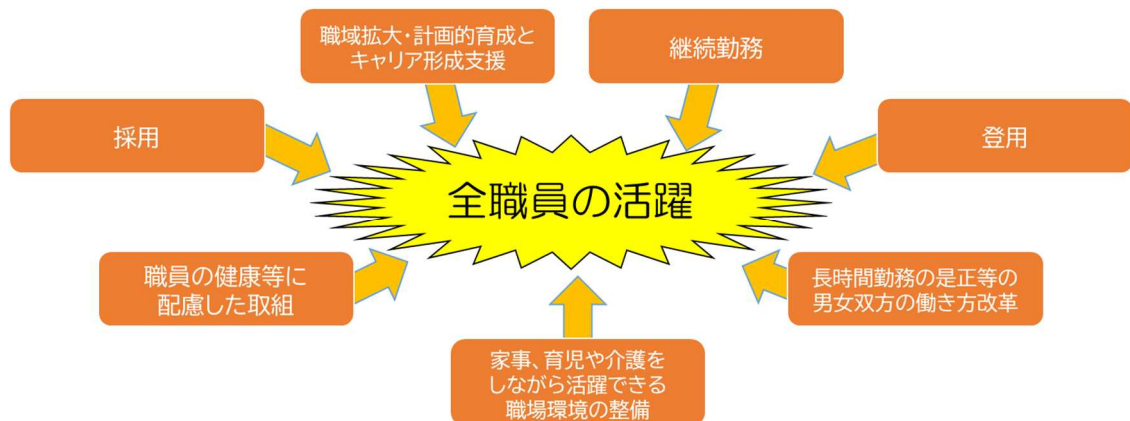 職域拡大・計画的育成と
キャリア形成支援
継続勤務
採用
登用
全職員の活躍
職員の健康等に
配慮した取組
長時間勤務の是正等の
男女双方の働き方改革
家事、育児や介護を
しながら活躍できる
職場環境の整備